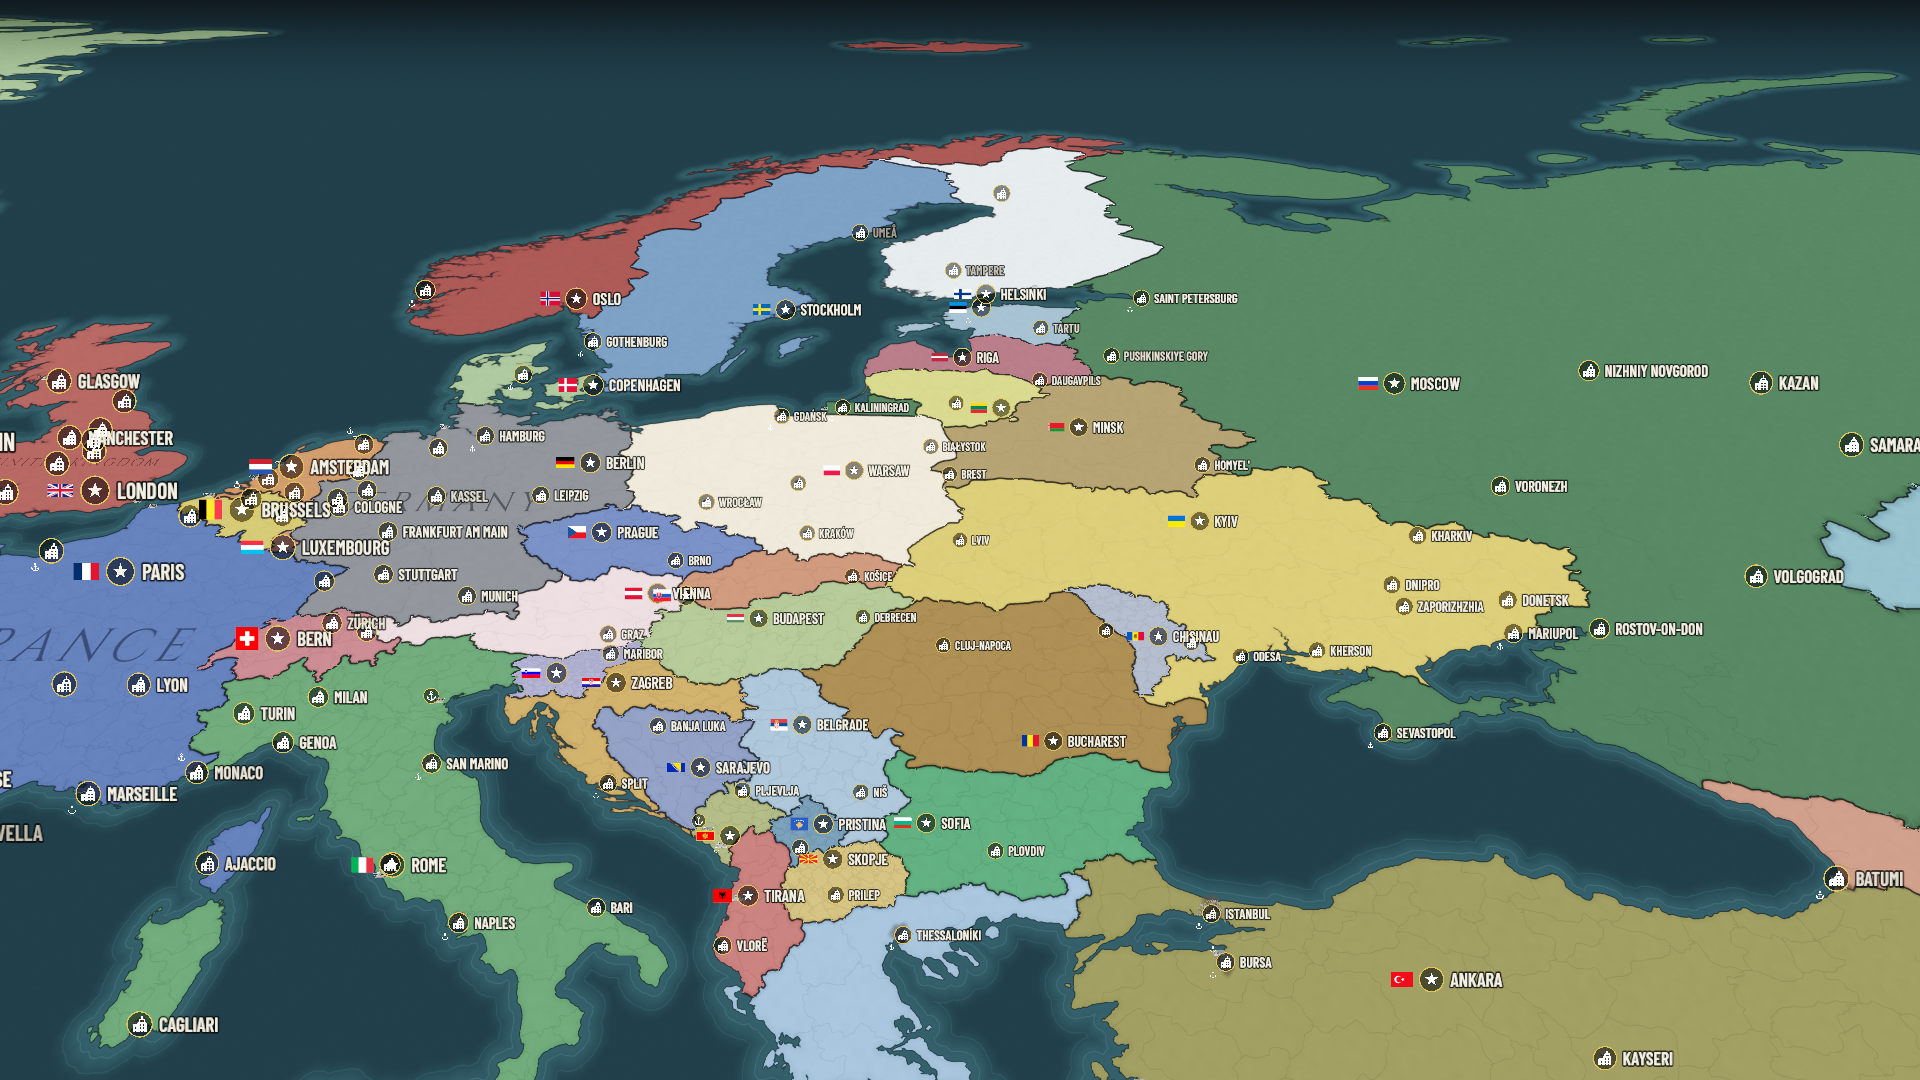 UMEÅ
TAMPERE
HELSINKI
OSLO
STOCKHOLM
SAINT PETERSBURG
TARTU
GOTHENBURG
RIGA
PUSHKINSKIYE GORY
DAUGAVPILS
GLASGOW
COPENHAGEN
MOSCOW
NIZHNIY NOVGOROD
KAZAN
GDAŃSK
KALININGRAD
MINSK
HAMBURG
BIAŁYSTOK
SAMARA
AMSTERDAM
BERLIN
WARSAW
BREST
HOMYEL'
VORONEZH
LONDON
KASSEL
LEIPZIG
WROCŁAW
BRUSSELS
COLOGNE
KYIV
FRANKFURT AM MAIN
PRAGUE
KRAKÓW
LVIV
KHARKIV
LUXEMBOURG
BRNO
PARIS
STUTTGART
KOŠICE
VOLGOGRAD
MUNICH
VIENNA
DNIPRO
DONETSK
ZAPORIZHZHIA
ZÜRICH
BUDAPEST
DEBRECEN
BERN
GRAZ
CHISINAU
MARIUPOL
ROSTOV-ON-DON
MARIBOR
CLUJ-NAPOCA
ODESA
KHERSON
LYON
MILAN
ZAGREB
TURIN
BANJA LUKA
BELGRADE
SEVASTOPOL
GENOA
BUCHAREST
MONACO
SAN MARINO
SARAJEVO
MARSEILLE
SPLIT
PLJEVLJA
NIŠ
PRISTINA
SOFIA
AJACCIO
ROME
SKOPJE
PLOVDIV
BATUMI
TIRANA
PRILEP
BARI
NAPLES
ISTANBUL
VLORË
THESSALONÍKI
BURSA
ANKARA
CAGLIARI
KAYSERI